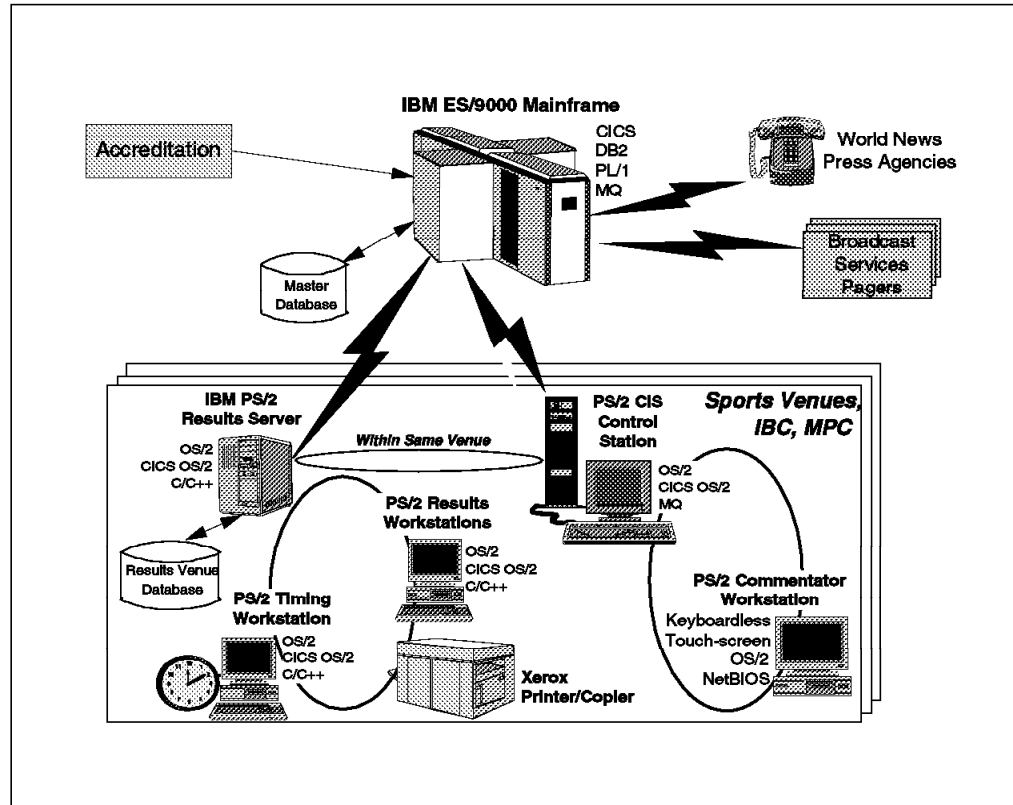 IBM ES/9000 Mainframe
CICS
DB2
PL/1
MQ
Accreditation
World News
Press Agencies
Broadcast
Services
Pagers
Master
Database
Sports Venues,
IBC, MPC
IBM PS/2
Results Server
OS/2
CICS OS/2
C/C++
Within Same Venue
PS/2 CIS
Control
Station
OS/2
CICS OS/2
MQ
PS/2 Results
Workstations
OS/2
CICS OS/2
C/C++
Results Venue
Database
PS/2 Timing
Workstation
OS/2
CICS OS/2
C/C++
Xerox
Printer/Copier
PS/2 Commentator
Workstation
Keyboardless
Touch-screen
OS/2
NetBIOS